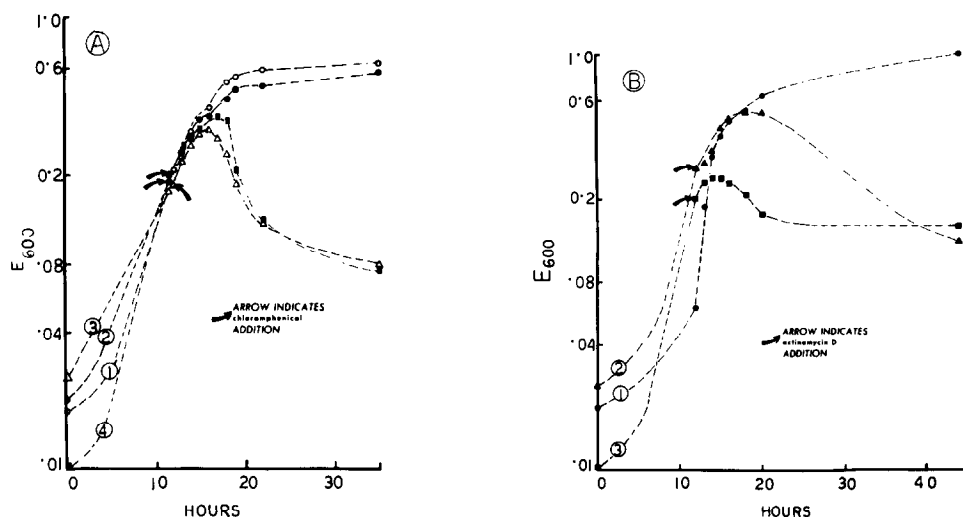 A
1.0
0.6
0.2
0.08
.04
.01
E600
3
2
1
4
ARROW INDICATES
chloramphenical
ADDITION
0
10
20
30
HOURS
B
1.0
0.6
0.2
.08
.04
.01
E600
2
1
3
ARROW INDICATES
actinomycin D
ADDITION
0
10
20
30
40
HOURS